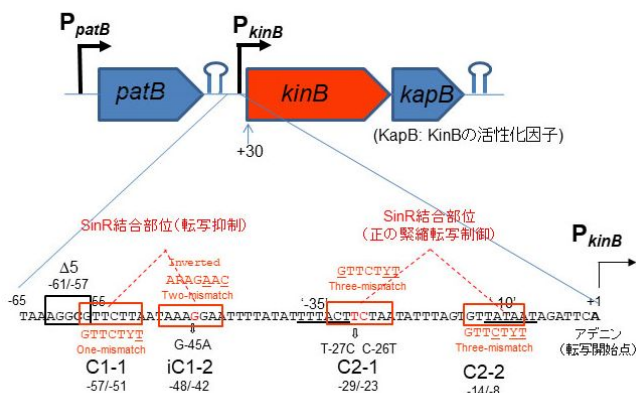 PpatB
PkinB
patB
kinB
kapB
(KapB: KinBの活性化因子)
+30
SinR結合部位(転写抑制)
SinR結合部位
(正の緊縮転写制御)
PkinB
Δ5
-61/-57
Inverted
AAAGAAC
Two-mismatch
GTTCTYT
Three-mismatch
-65
-55
'-35'
'-10'
+1
TAAAGGCGTTCTTAATAAAGGAATTTTATATTTTACTTCTAATATTTAGTGTTATAATAGATTCA
GTTCTYT
One-mismatch
G-45A
T-27C C-26T
GTTCTYT
Three-mismatch
アデニン
(転写開始点)
C1-1
iC1-2
C2-1
C2-2
-57/-51
-48/-42
-29/-23
-14/-8